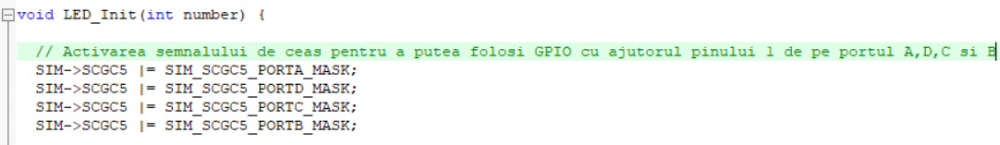 void LED_Init(int number) {
// Activarea semnalului de ceas pentru a putea folosi GPIO cu ajutorul pinului 1 de pe portul A,D,C si B
SIM->SCGC5 |= SIM_SCGC5_PORTA_MASK;
SIM->SCGC5 |= SIM_SCGC5_PORTD_MASK;
SIM->SCGC5 |= SIM_SCGC5_PORTC_MASK;
SIM->SCGC5 |= SIM_SCGC5_PORTB_MASK;